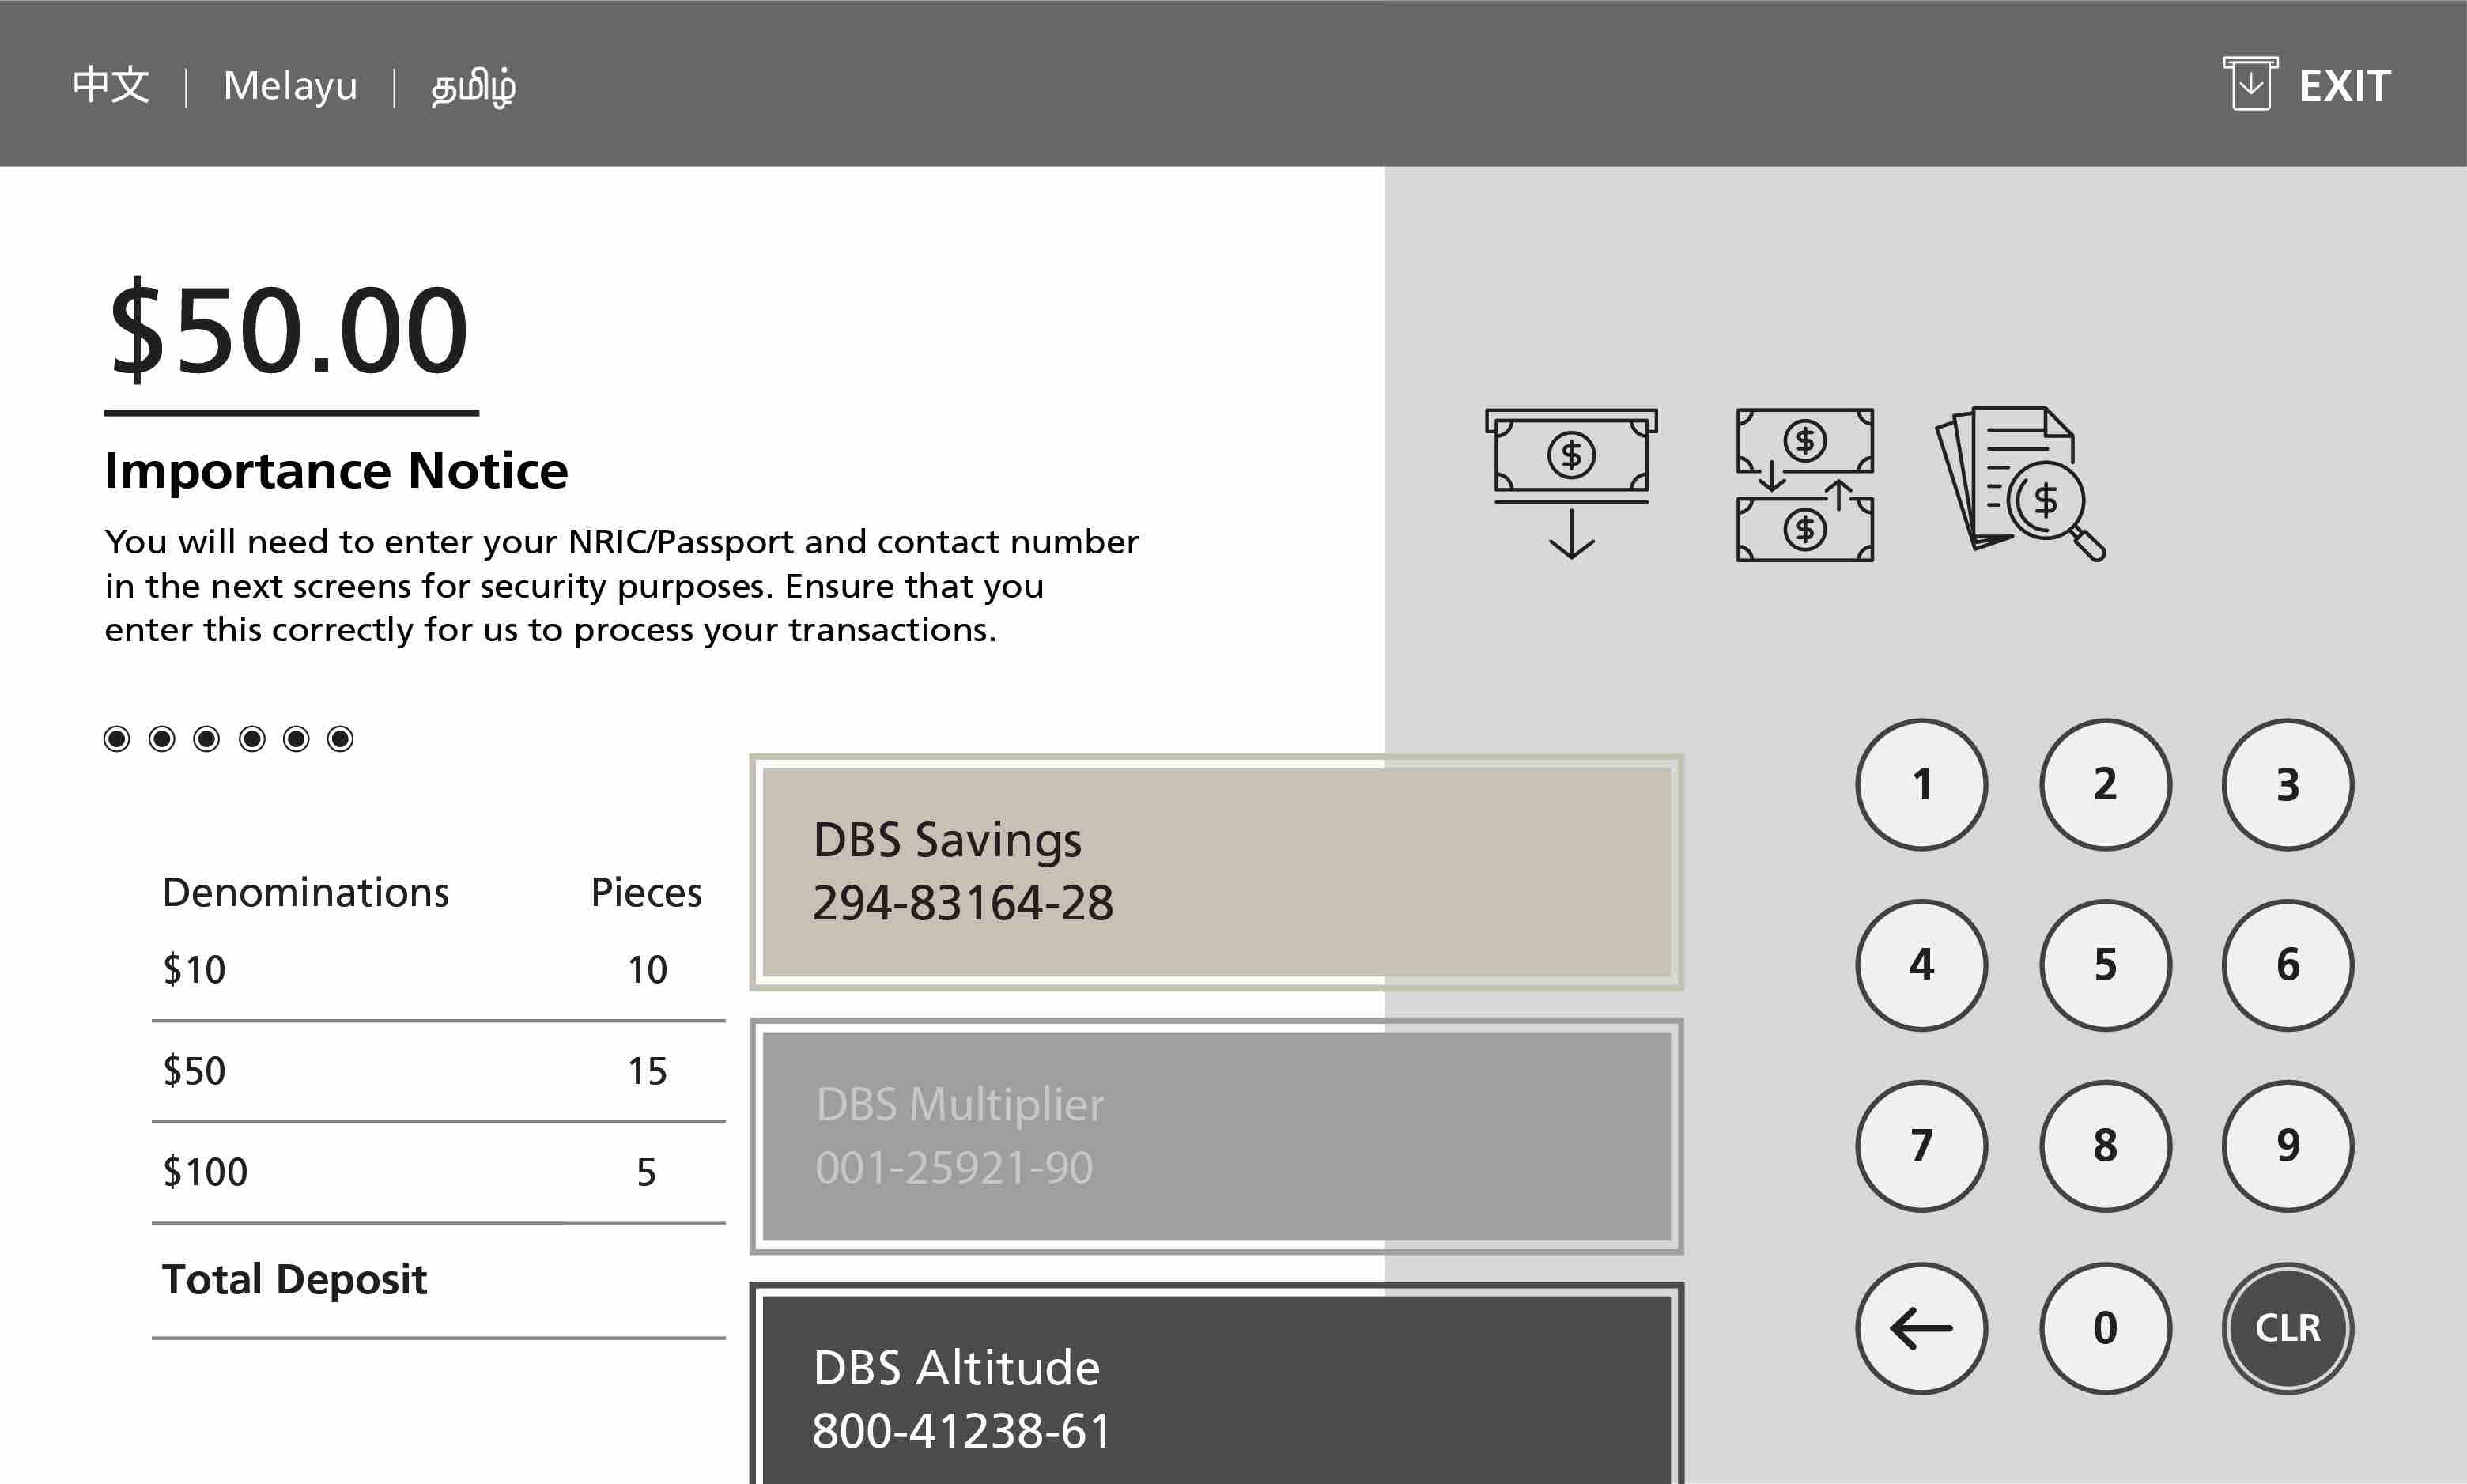 中文 | Melayu | தமிழ்
EXIT
$50.00
Importance Notice
You will need to enter your NRIC/Passport and contact number
in the next screens for security purposes. Ensure that you
enter this correctly for us to process your transactions.
Denominations Pieces
$10 10
$50 15
$100 5
Total Deposit
DBS Savings
294-83164-28
DBS Multiplier
001-25921-90
DBS Altitude
800-41238-61
$
$
$
$
1 2 3
4 5 6
7 8 9
0 CLR